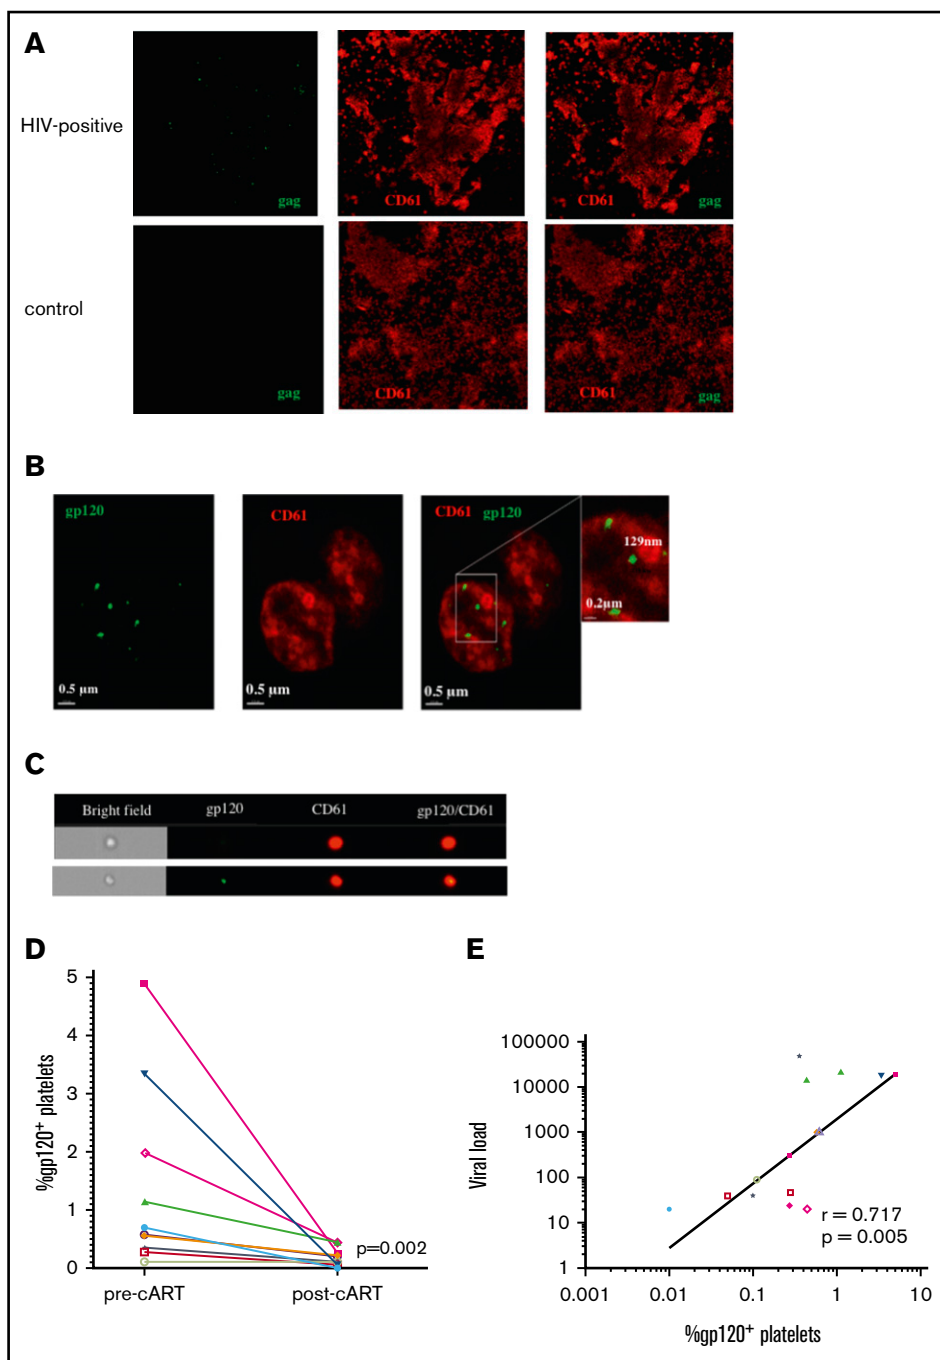 A
HIV-positive
gag
CD61
CD61 gag
control
gag
CD61
CD61 gag
B
gp120
CD61
CD61 gp120
129nm
0.2µm
0.5 µm
0.5 µm
0.5 µm
C
Bright field gp120 CD61 gp120/CD61
D
%gp120+ platelets
5
4
3
2
1
0
p=0.002
pre-cART post-cART
E
Viral load
100000
10000
1000
100
10
1
r = 0.717
p = 0.005
0.001 0.01 0.1 1 10
%gp120+ platelets